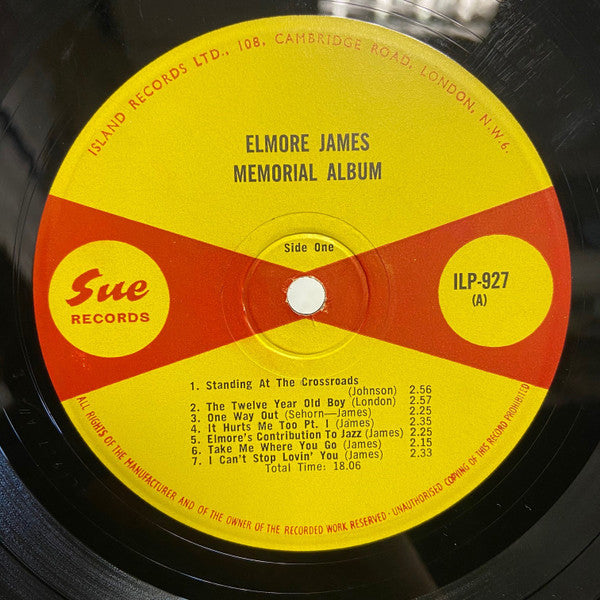 ISLAND RECORDS LTD., 108, CAMBRIDGE ROAD, LONDON, N.W.6.
ELMORE JAMES
MEMORIAL ALBUM
Side One
Sue
RECORDS
ILP-927
(A)
1. Standing At The Crossroads
(Johnson) 2.56
2. The Twelve Year Old Boy (London) 2.57
3. One Way Out (Sehorn—James) 2.25
4. It Hurts Me Too Pt. I (James) 2.35
5. Elmore's Contribution To Jazz (James) 2.25
6. Take Me Where You Go (James) 2.15
7. I Can't Stop Lovin' You (James) 2.33
Total Time: 18.06
ALL RIGHTS OF THE MANUFACTURER AND OF THE OWNER OF THE RECORDED WORK RESERVED · UNAUTHORISED COPYING OF THIS RECORD PROHIBITED